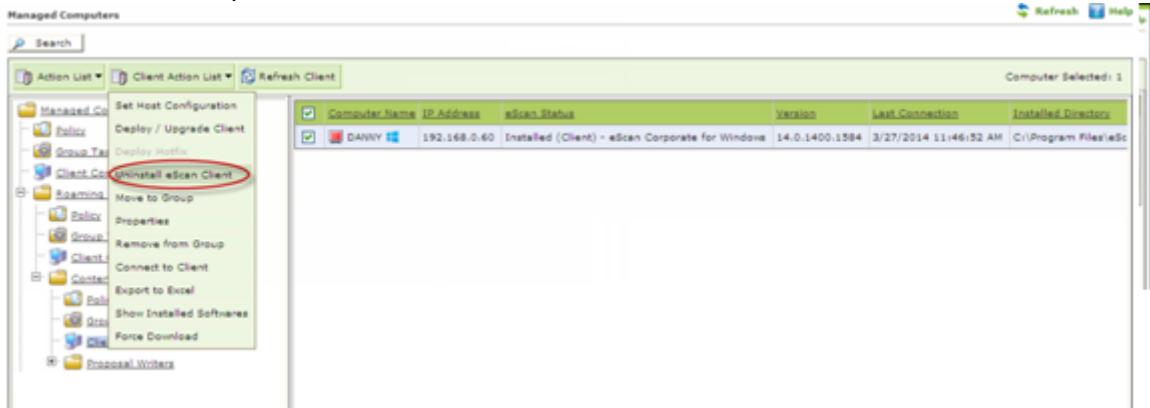 Managed Computers
Refresh Help
Search
Action List Client Action List Refresh Client
Computer Selected: 1
Managed Co
Policy
Group Tas
Client Co
Roaming
Policy
Group
Client
Policy
Proposal Writers
Set Host Configuration
Deploy / Upgrade Client
Deploy Hotfix
Uninstall eScan Client
Move to Group
Properties
Remove from Group
Connect to Client
Export to Excel
Show Installed Softwares
Force Download
Computer Name IP Address eScan Status Version Last Connection Installed Directory
DANNY 192.168.0.60 Installed (Client) - eScan Corporate for Windows 14.0.1400.1584 3/27/2014 11:46:52 AM C:\Program Files\eSc